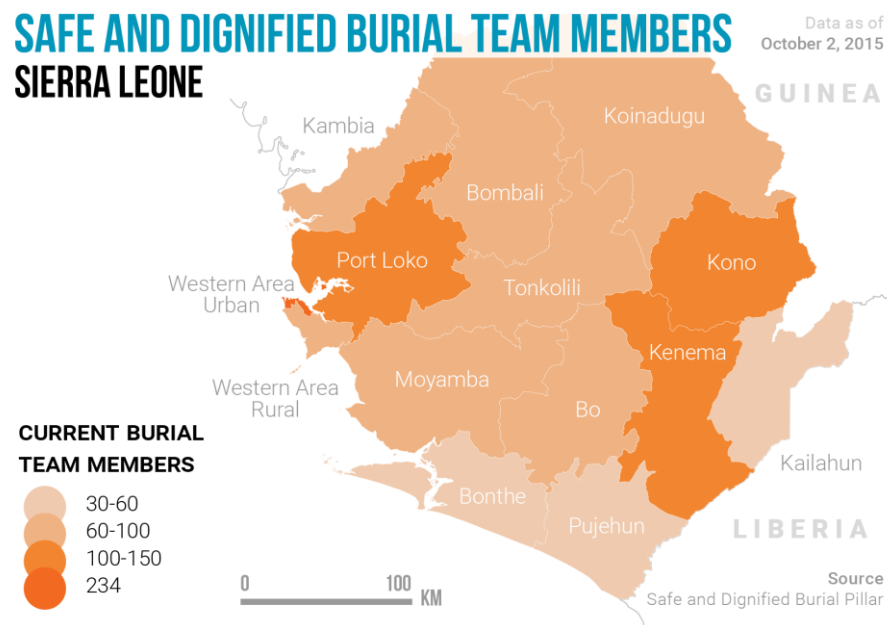 SAFE AND DIGNIFIED BURIAL TEAM MEMBERS
SIERRA LEONE
Data as of
October 2, 2015
GUINEA
Koinadugu
Kambia
Bombali
Port Loko
Kono
Western Area
Urban
Tonkolili
Kenema
Western Area
Rural
Moyamba
Bo
CURRENT BURIAL
TEAM MEMBERS
30-60
60-100
100-150
234
Kailahun
Bonthe
Pujehun
LIBERIA
0 100 KM
Source
Safe and Dignified Burial Pillar